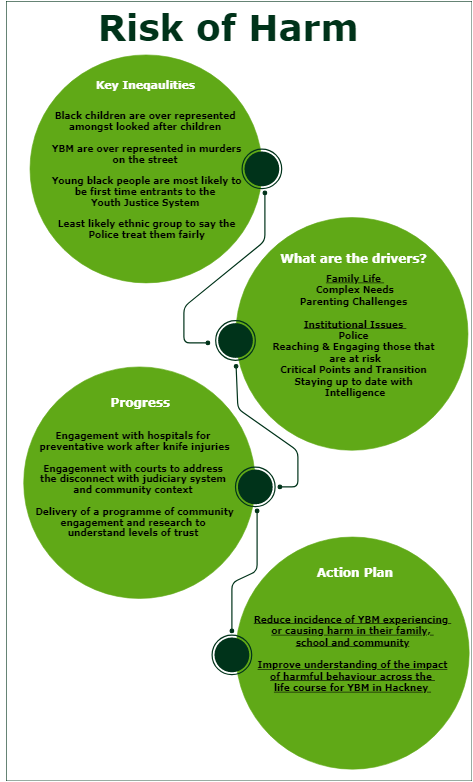 Risk of Harm
Key Ineqaulities
Black children are over represented
amongst looked after children
YBM are over represented in murders
on the street
Young black people are most likely to
be first time entrants to the
Youth Justice System
Least likely ethnic group to say the
Police treat them fairly
What are the drivers?
Family Life
Complex Needs
Parenting Challenges
Institutional Issues
Police
Reaching & Engaging those that
are at risk
Critical Points and Transition
Staying up to date with
Intelligence
Progress
Engagement with hospitals for
preventative work after knife injuries
Engagement with courts to address
the disconnect with judiciary system
and community context
Delivery of a programme of community
engagement and research to
understand levels of trust
Action Plan
Reduce incidence of YBM experiencing
or causing harm in their family,
school and community
Improve understanding of the impact
of harmful behaviour across the
life course for YBM in Hackney